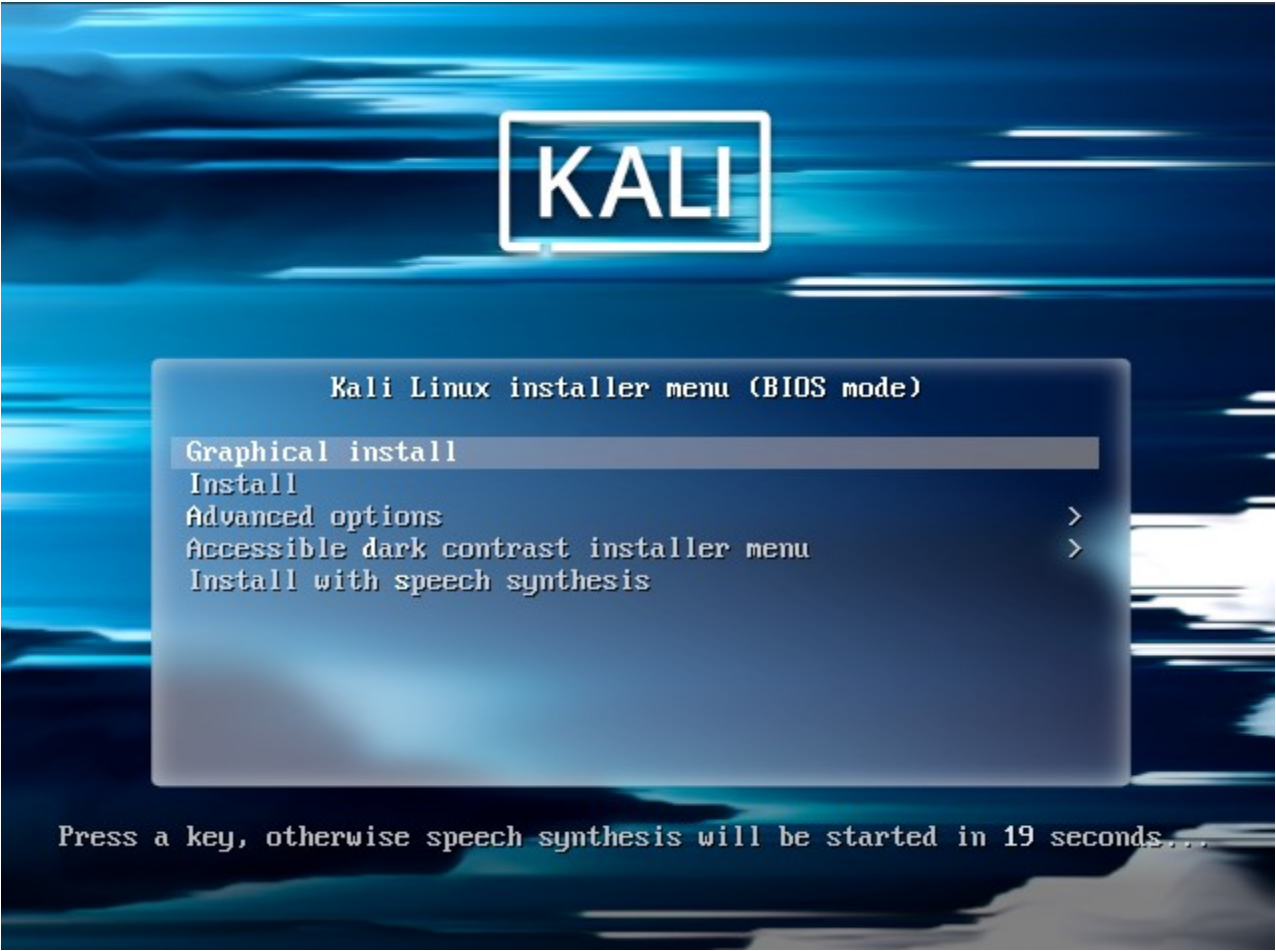 KALI
Kali Linux installer menu (BIOS mode)
Graphical install
Install
Advanced options >
Accessible dark contrast installer menu >
Install with speech synthesis
Press a key, otherwise speech synthesis will be started in 19 seconds...